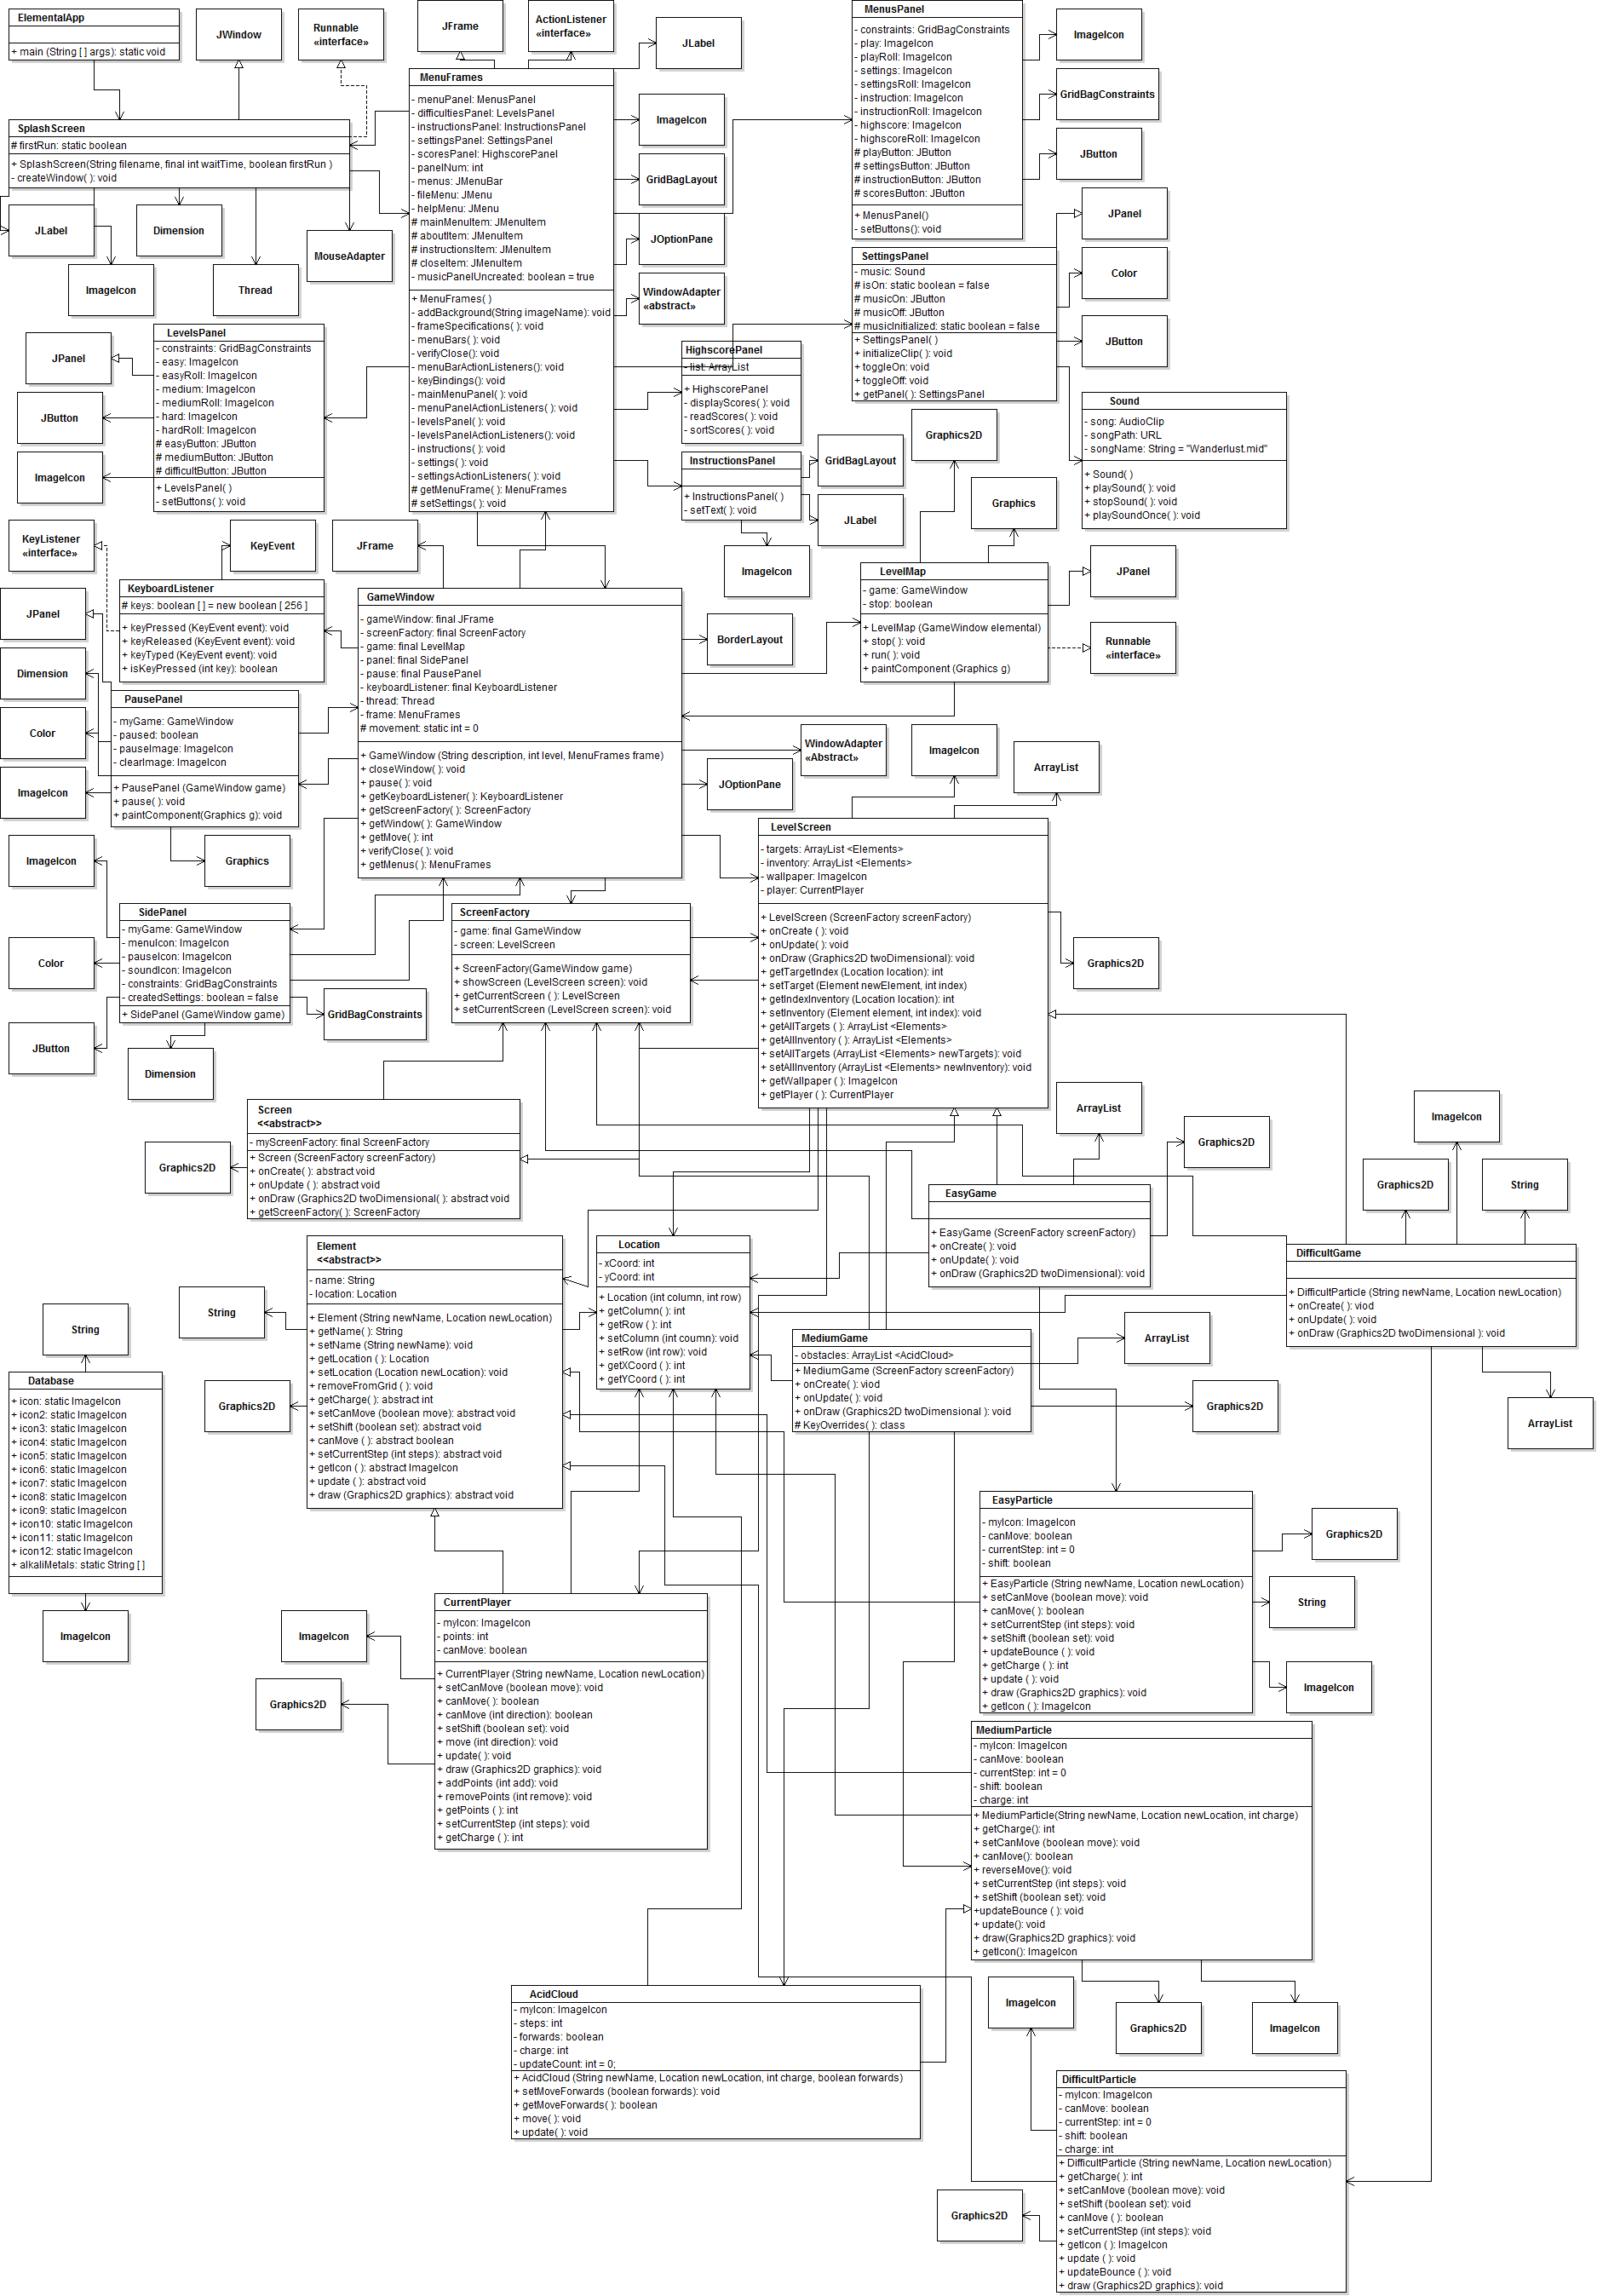 ElementalApp
+ main (String [ ] args): static void
JWindow
Runnable
«interface»
JFrame
ActionListener
«interface»
JLabel
SplashScreen
# firstRun: static boolean
+ SplashScreen(String filename, final int waitTime, boolean firstRun )
- createWindow( ): void
JLabel
ImageIcon
Dimension
Thread
MouseAdapter
MenuFrames
- menuPanel: MenusPanel
- difficultiesPanel: LevelsPanel
- instructionsPanel: InstructionsPanel
- settingsPanel: SettingsPanel
- scoresPanel: HighscorePanel
- panelNum: int
- menus: JMenuBar
- fileMenu: JMenu
- helpMenu: JMenu
# mainMenuItem: JMenuItem
# aboutItem: JMenuItem
# instructionsItem: JMenuItem
# closeItem: JMenuItem
- musicPanelUncreated: boolean = true
+ MenuFrames( )
- addBackground(String imageName): void
- frameSpecifications( ): void
- menuBars( ): void
- verifyClose(): void
- menuBarActionListeners(): void
- keyBindings(): void
- mainMenuPanel( ): void
- menuPanelActionListeners( ): void
- levelsPanel( ): void
- levelsPanelActionListeners(): void
- instructions( ): void
- settings( ): void
- settingsActionListeners( ): void
# getMenuFrame( ): MenuFrames
# setSettings( ): void
ImageIcon
GridBagLayout
JOptionPane
WindowAdapter
«abstract»
MenusPanel
- constraints: GridBagConstraints
- play: ImageIcon
- playRoll: ImageIcon
- settings: ImageIcon
- settingsRoll: ImageIcon
- instruction: ImageIcon
- instructionRoll: ImageIcon
- highscore: ImageIcon
- highscoreRoll: ImageIcon
# playButton: JButton
# settingsButton: JButton
# instructionButton: JButton
# scoresButton: JButton
+ MenusPanel()
- setButtons(): void
ImageIcon
GridBagConstraints
JButton
JPanel
SettingsPanel
- music: Sound
# isOn: static boolean = false
# musicOn: JButton
# musicOff: JButton
# musicInitialized: static boolean = false
+ SettingsPanel( )
+ initializeClip( ): void
+ toggleOn: void
+ toggleOff: void
+ getPanel( ): SettingsPanel
Color
JButton
Sound
- song: AudioClip
- songPath: URL
- songName: String = "Wanderlust.mid"
+ Sound( )
+ playSound( ): void
+ stopSound( ): void
+ playSoundOnce( ): void
LevelsPanel
- constraints: GridBagConstraints
- easy: ImageIcon
- easyRoll: ImageIcon
- medium: ImageIcon
- mediumRoll: ImageIcon
- hard: ImageIcon
- hardRoll: ImageIcon
# easyButton: JButton
# mediumButton: JButton
# difficultButton: JButton
+ LevelsPanel( )
- setButtons( ): void
JPanel
JButton
ImageIcon
HighscorePanel
- list: ArrayList
+ HighscorePanel
- displayScores( ): void
- readScores( ): void
- sortScores( ): void
InstructionsPanel
+ InstructionsPanel( )
- setText( ): void
GridBagLayout
JLabel
ImageIcon
Graphics2D
Graphics
KeyListener
«interface»
KeyEvent
JFrame
KeyboardListener
# keys: boolean [ ] = new boolean [ 256 ]
+ keyPressed (KeyEvent event): void
+ keyReleased (KeyEvent event): void
+ keyTyped (KeyEvent event): void
+ isKeyPressed (int key): boolean
GameWindow
- gameWindow: final JFrame
- screenFactory: final ScreenFactory
- game: final LevelMap
- panel: final SidePanel
- pause: final PausePanel
- keyboardListener: final KeyboardListener
- thread: Thread
- frame: MenuFrames
# movement: static int = 0
+ GameWindow (String description, int level, MenuFrames frame)
+ closeWindow( ): void
+ pause( ): void
+ getKeyboardListener( ): KeyboardListener
+ getScreenFactory( ): ScreenFactory
+ getWindow( ): GameWindow
+ getMove( ): int
+ verifyClose( ): void
+ getMenus( ): MenuFrames
BorderLayout
WindowAdapter
«Abstract»
JOptionPane
LevelMap
- game: GameWindow
- stop: boolean
+ LevelMap (GameWindow elemental)
+ stop( ): void
+ run( ): void
+ paintComponent (Graphics g)
JPanel
Runnable
«interface»
JPanel
Dimension
Color
ImageIcon
PausePanel
- myGame: GameWindow
- paused: boolean
- pauseImage: ImageIcon
- clearImage: ImageIcon
+ PausePanel (GameWindow game)
+ pause( ): void
+ paintComponent(Graphics g): void
Graphics
ImageIcon
Color
JButton
SidePanel
- myGame: GameWindow
- menuIcon: ImageIcon
- pauseIcon: ImageIcon
- soundIcon: ImageIcon
- constraints: GridBagConstraints
- createdSettings: boolean = false
+ SidePanel (GameWindow game)
GridBagConstraints
Dimension
ScreenFactory
- game: final GameWindow
- screen: LevelScreen
+ ScreenFactory(GameWindow game)
+ showScreen (LevelScreen screen): void
+ getCurrentScreen ( ): LevelScreen
+ setCurrentScreen (LevelScreen screen): void
ImageIcon
ArrayList
LevelScreen
- targets: ArrayList <Elements>
- inventory: ArrayList <Elements>
- wallpaper: ImageIcon
- player: CurrentPlayer
+ LevelScreen (ScreenFactory screenFactory)
+ onCreate ( ): void
+ onUpdate ( ): void
+ onDraw (Graphics2D twoDimensional): void
+ getTargetIndex (Location location): int
+ setTarget (Element newElement, int index)
+ getIndexInventory (Location location): int
+ setInventory (Element element, int index): void
+ getAllTargets ( ): ArrayList <Elements>
+ getAllInventory ( ): ArrayList <Elements>
+ setAllTargets (ArrayList <Elements> newTargets): void
+ setAllInventory (ArrayList <Elements> newInventory): void
+ getWallpaper ( ): ImageIcon
+ getPlayer ( ): CurrentPlayer
Graphics2D
Screen
<<abstract>>
- myScreenFactory: final ScreenFactory
+ Screen (ScreenFactory screenFactory)
+ onCreate( ): abstract void
+ onUpdate ( ): abstract void
+ onDraw (Graphics2D twoDimensional( ): abstract void
+ getScreenFactory( ): ScreenFactory
Graphics2D
ArrayList
Graphics2D
EasyGame
+ EasyGame (ScreenFactory screenFactory)
+ onCreate( ): void
+ onUpdate( ): void
+ onDraw (Graphics2D twoDimensional): void
ImageIcon
Graphics2D
String
DifficultGame
+ DifficultParticle (String newName, Location newLocation)
+ onCreate( ): viod
+ onUpdate( ): void
+ onDraw (Graphics2D twoDimensional ): void
ArrayList
Element
<<abstract>>
- name: String
- location: Location
+ Element (String newName, Location newLocation)
+ getName( ): String
+ setName (String newName): void
+ getLocation ( ): Location
+ setLocation (Location newLocation): void
+ removeFromGrid ( ): void
+ getCharge( ): abstract int
+ setCanMove (boolean move): abstract void
+ setShift (boolean set): abstract void
+ canMove ( ): abstract boolean
+ setCurrentStep (int steps): abstract void
+ getIcon ( ): abstract ImageIcon
+ update ( ): abstract void
+ draw (Graphics2D graphics): abstract void
String
Graphics2D
Location
- xCoord: int
- yCoord: int
+ Location (int column, int row)
+ getColumn( ): int
+ getRow ( ): int
+ setColumn (int coumn): void
+ setRow (int row): void
+ getXCoord ( ): int
+ getYCoord ( ): int
MediumGame
- obstacles: ArrayList <AcidCloud>
+ MediumGame (ScreenFactory screenFactory)
+ onCreate( ): viod
+ onUpdate( ): void
+ onDraw (Graphics2D twoDimensional ): void
# KeyOverrides( ): class
ArrayList
Graphics2D
String
Database
+ icon: static ImageIcon
+ icon2: static ImageIcon
+ icon3: static ImageIcon
+ icon4: static ImageIcon
+ icon5: static ImageIcon
+ icon6: static ImageIcon
+ icon7: static ImageIcon
+ icon8: static ImageIcon
+ icon9: static ImageIcon
+ icon10: static ImageIcon
+ icon11: static ImageIcon
+ icon12: static ImageIcon
+ alkaliMetals: static String [ ]
ImageIcon
EasyParticle
- myIcon: ImageIcon
- canMove: boolean
- currentStep: int = 0
- shift: boolean
+ EasyParticle (String newName, Location newLocation)
+ setCanMove (boolean move): void
+ canMove( ): boolean
+ setCurrentStep (int steps): void
+ setShift (boolean set): void
+ updateBounce ( ): void
+ getCharge ( ): int
+ update ( ): void
+ draw (Graphics2D graphics): void
+ getIcon ( ): ImageIcon
Graphics2D
String
ImageIcon
CurrentPlayer
- myIcon: ImageIcon
- points: int
- canMove: boolean
+ CurrentPlayer (String newName, Location newLocation)
+ setCanMove (boolean move): void
+ canMove( ): boolean
+ canMove (int direction): boolean
+ setShift (boolean set): void
+ move (int direction): void
+ update( ): void
+ draw (Graphics2D graphics): void
+ addPoints (int add): void
+ removePoints (int remove): void
+ getPoints ( ): int
+ setCurrentStep (int steps): void
+ getCharge ( ): int
ImageIcon
Graphics2D
MediumParticle
- myIcon: ImageIcon
- canMove: boolean
- currentStep: int = 0
- shift: boolean
- charge: int
+ MediumParticle(String newName, Location newLocation, int charge)
+ getCharge(): int
+ setCanMove (boolean move): void
+ canMove(): boolean
+ reverseMove(): void
+ setCurrentStep (int steps): void
+ setShift (boolean set): void
+updateBounce ( ): void
+ update(): void
+ draw(Graphics2D graphics): void
+ getIcon(): ImageIcon
ImageIcon
Graphics2D
ImageIcon
AcidCloud
- myIcon: ImageIcon
- steps: int
- forwards: boolean
- charge: int
- updateCount: int = 0;
+ AcidCloud (String newName, Location newLocation, int charge, boolean forwards)
+ setMoveForwards (boolean forwards): void
+ getMoveForwards( ): boolean
+ move( ): void
+ update( ): void
DifficultParticle
- myIcon: ImageIcon
- canMove: boolean
- currentStep: int = 0
- shift: boolean
- charge: int
+ DifficultParticle (String newName, Location newLocation)
+ getCharge( ): int
+ setCanMove (boolean move): void
+ setShift (boolean set): void
+ canMove ( ): boolean
+ setCurrentStep (int steps): void
+ getIcon ( ): ImageIcon
+ update ( ): void
+ updateBounce ( ): void
+ draw (Graphics2D graphics): void
Graphics2D